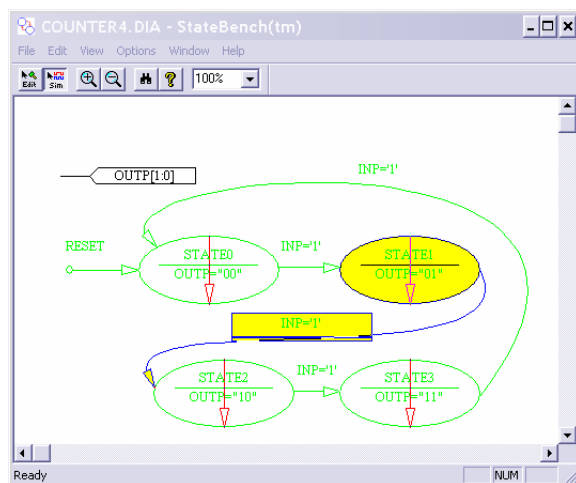 COUNTER4.DIA - StateBench(tm)
File Edit View Options Window Help
Edit Sim 100%
INP='1'
OUTP[1:0]
RESET
STATE0
OUTP="00"
INP='1'
STATE1
OUTP="01"
INP='1'
STATE2
OUTP="10"
INP='1'
STATE3
OUTP="11"
Ready NUM